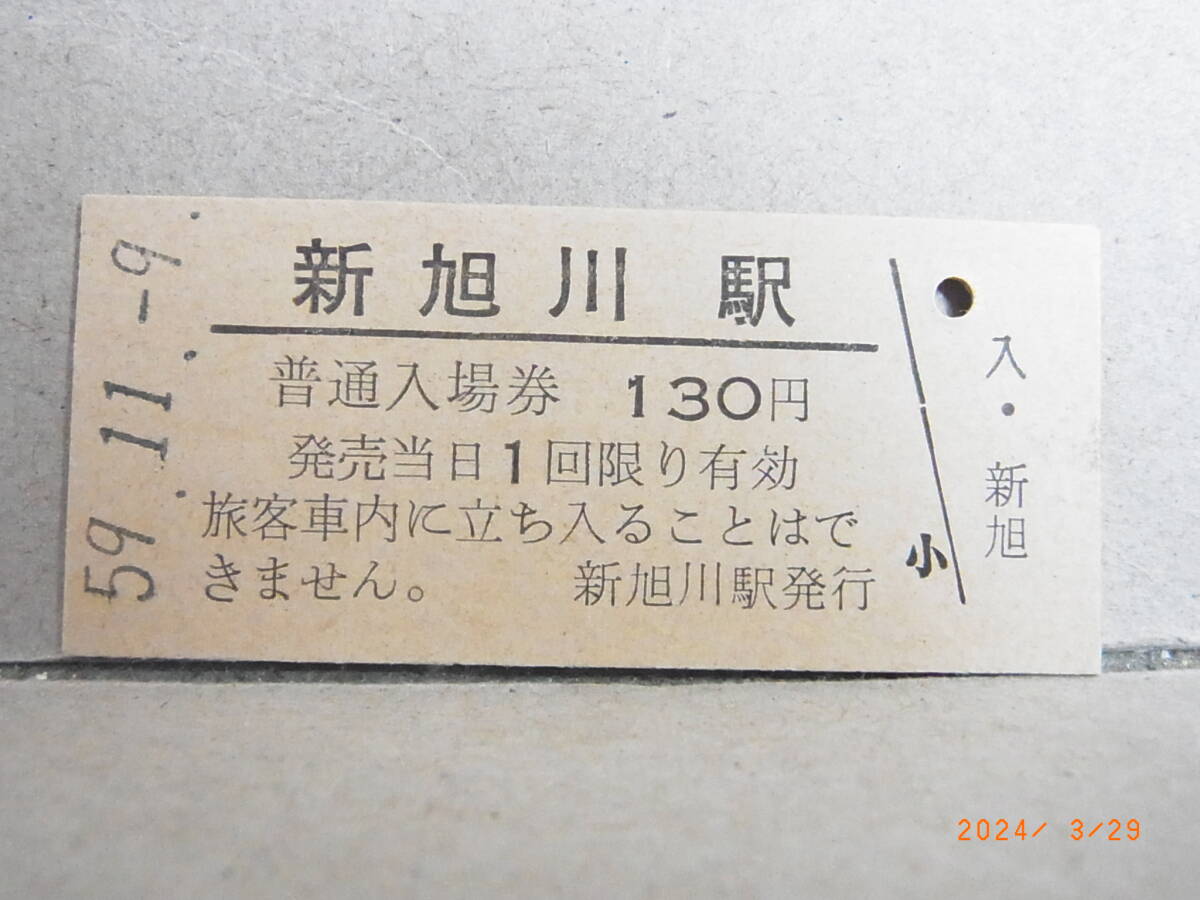 新旭川駅
普通入場券 130円
発売当日1回限り有効
旅客車内に立ち入ることはで
きません。 新旭川駅発行
59.11.-9.
小
入・新旭
2024/ 3/29